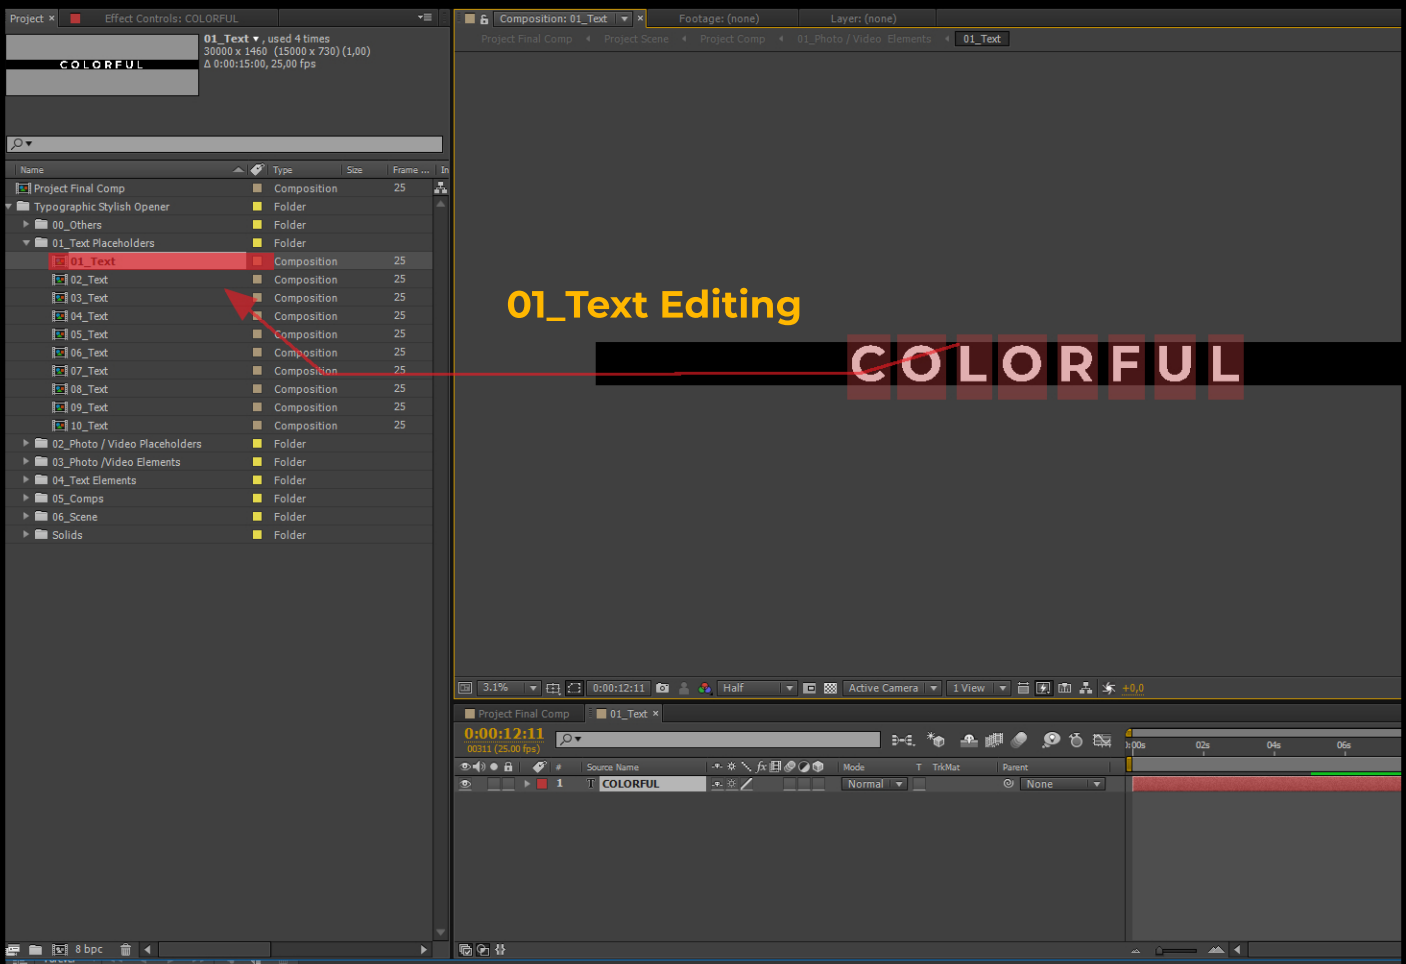 Project × Effect Controls: COLORFUL
01_Text ▾ , used 4 times
30000 x 1460 (15000 x 730) (1,00)
Δ 0:00:15:00, 25,00 fps
COLORFUL
Name Type Size Frame ... In
Project Final Comp Composition 25
Typographic Stylish Opener Folder
00_Others Folder
01_Text Placeholders Folder
01_Text Composition 25
02_Text Composition 25
03_Text Composition 25
04_Text Composition 25
05_Text Composition 25
06_Text Composition 25
07_Text Composition 25
08_Text Composition 25
09_Text Composition 25
10_Text Composition 25
02_Photo / Video Placeholders Folder
03_Photo /Video Elements Folder
04_Text Elements Folder
05_Comps Folder
06_Scene Folder
Solids Folder
8 bpc
Composition: 01_Text × Footage: (none) Layer: (none)
Project Final Comp Project Scene Project Comp 01_Photo / Video Elements 01_Text
01_Text Editing
COLORFUL
3.1% 0:00:12:11 Half Active Camera 1 View +0,0
Project Final Comp 01_Text ×
0:00:12:11
00311 (25.00 fps)
0:00s 02s 04s 06s
# Source Name fx Mode T TrkMat Parent
1 T COLORFUL Normal None